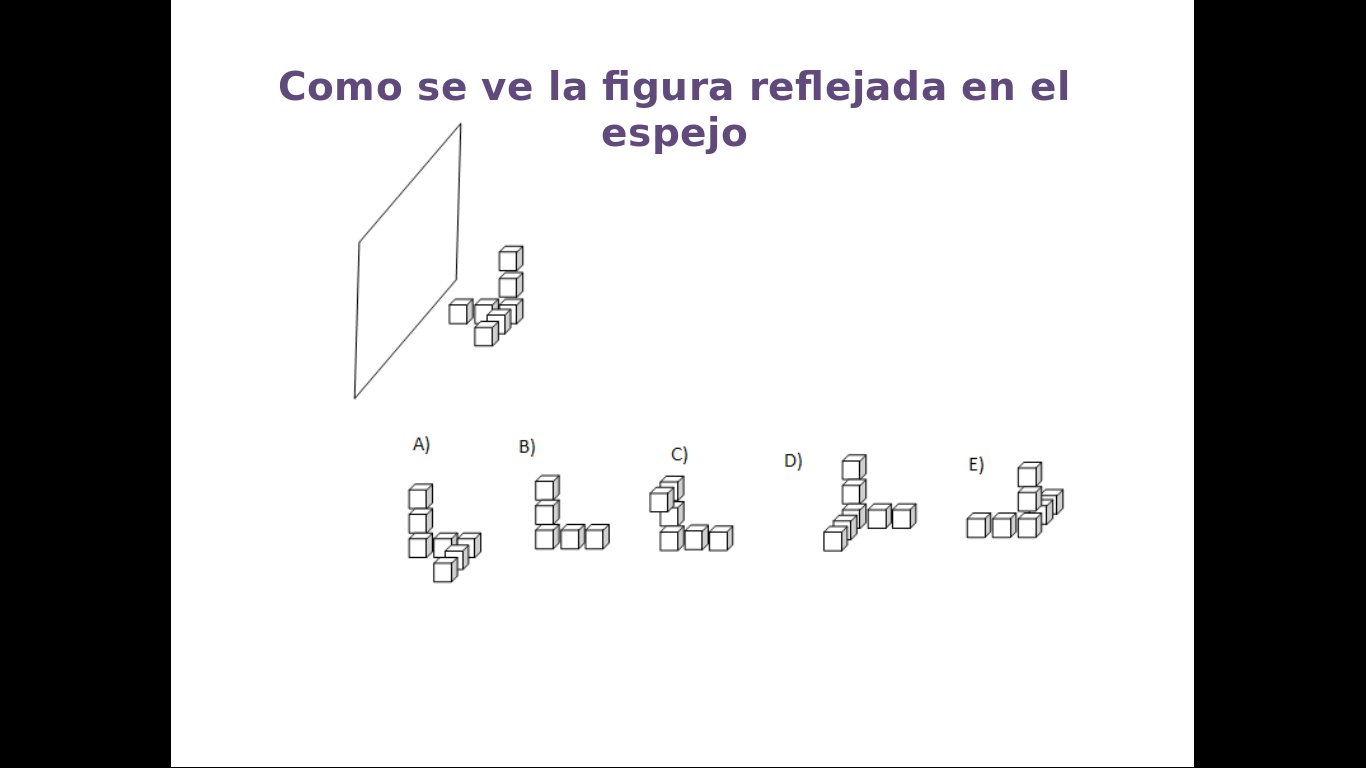 Como se ve la figura reflejada en el
espejo
A)
B)
C)
D)
E)